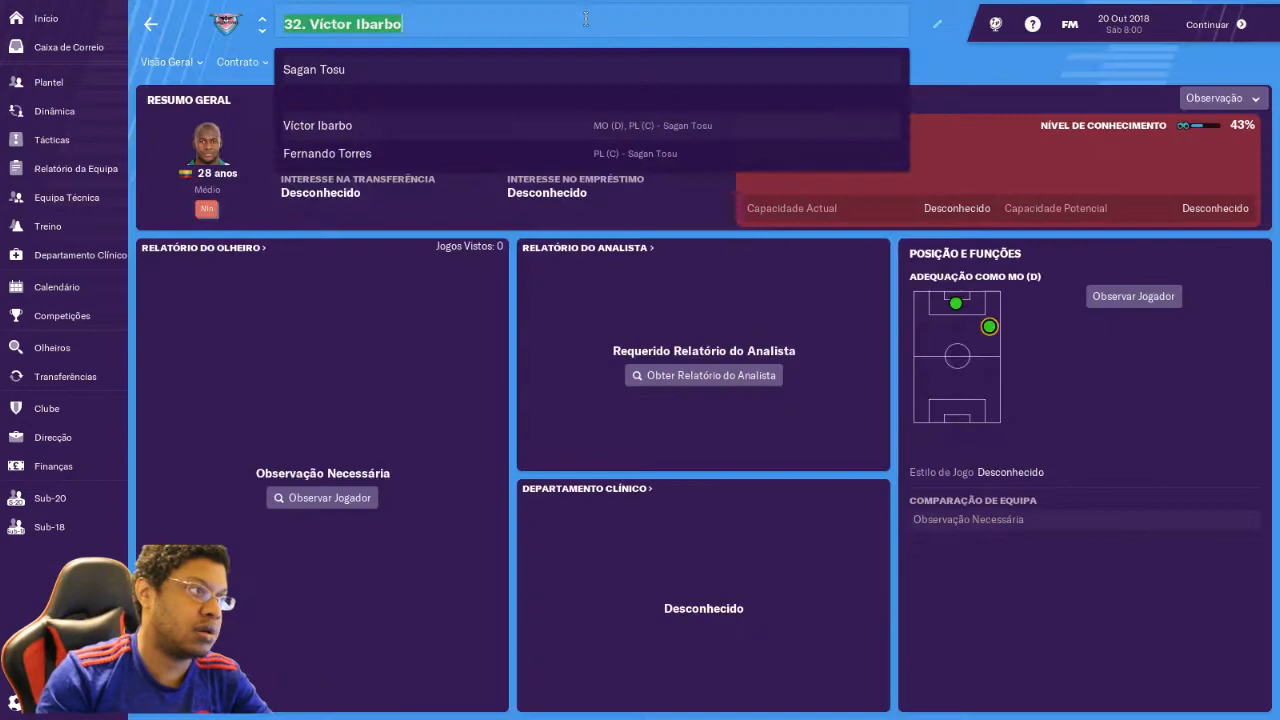 Início
Caixa de Correio
Plantel
Dinâmica
Tácticas
Relatório da Equipa
Equipa Técnica
Treino
Departamento Clínico
Calendário
Competições
Olheiros
Transferências
Clube
Direcção
Finanças
Sub-20
Sub-18
32. Víctor Ibarbo
FM
20 Out 2018
Sáb 8:00
Continuar
Visão Geral
Contrato
Sagan Tosu
Víctor Ibarbo MO (D), PL (C) - Sagan Tosu
Fernando Torres PL (C) - Sagan Tosu
RESUMO GERAL
28 anos
Médio
Nin
INTERESSE NA TRANSFERÊNCIA
Desconhecido
INTERESSE NO EMPRÉSTIMO
Desconhecido
Observação
NÍVEL DE CONHECIMENTO 43%
Capacidade Actual Desconhecido Capacidade Potencial Desconhecido
RELATÓRIO DO OLHEIRO > Jogos Vistos: 0
Observação Necessária
Observar Jogador
RELATÓRIO DO ANALISTA >
Requerido Relatório do Analista
Obter Relatório do Analista
DEPARTAMENTO CLÍNICO >
Desconhecido
POSIÇÃO E FUNÇÕES
ADEQUAÇÃO COMO MO (D)
Observar Jogador
Estilo de Jogo Desconhecido
COMPARAÇÃO DE EQUIPA
Observação Necessária